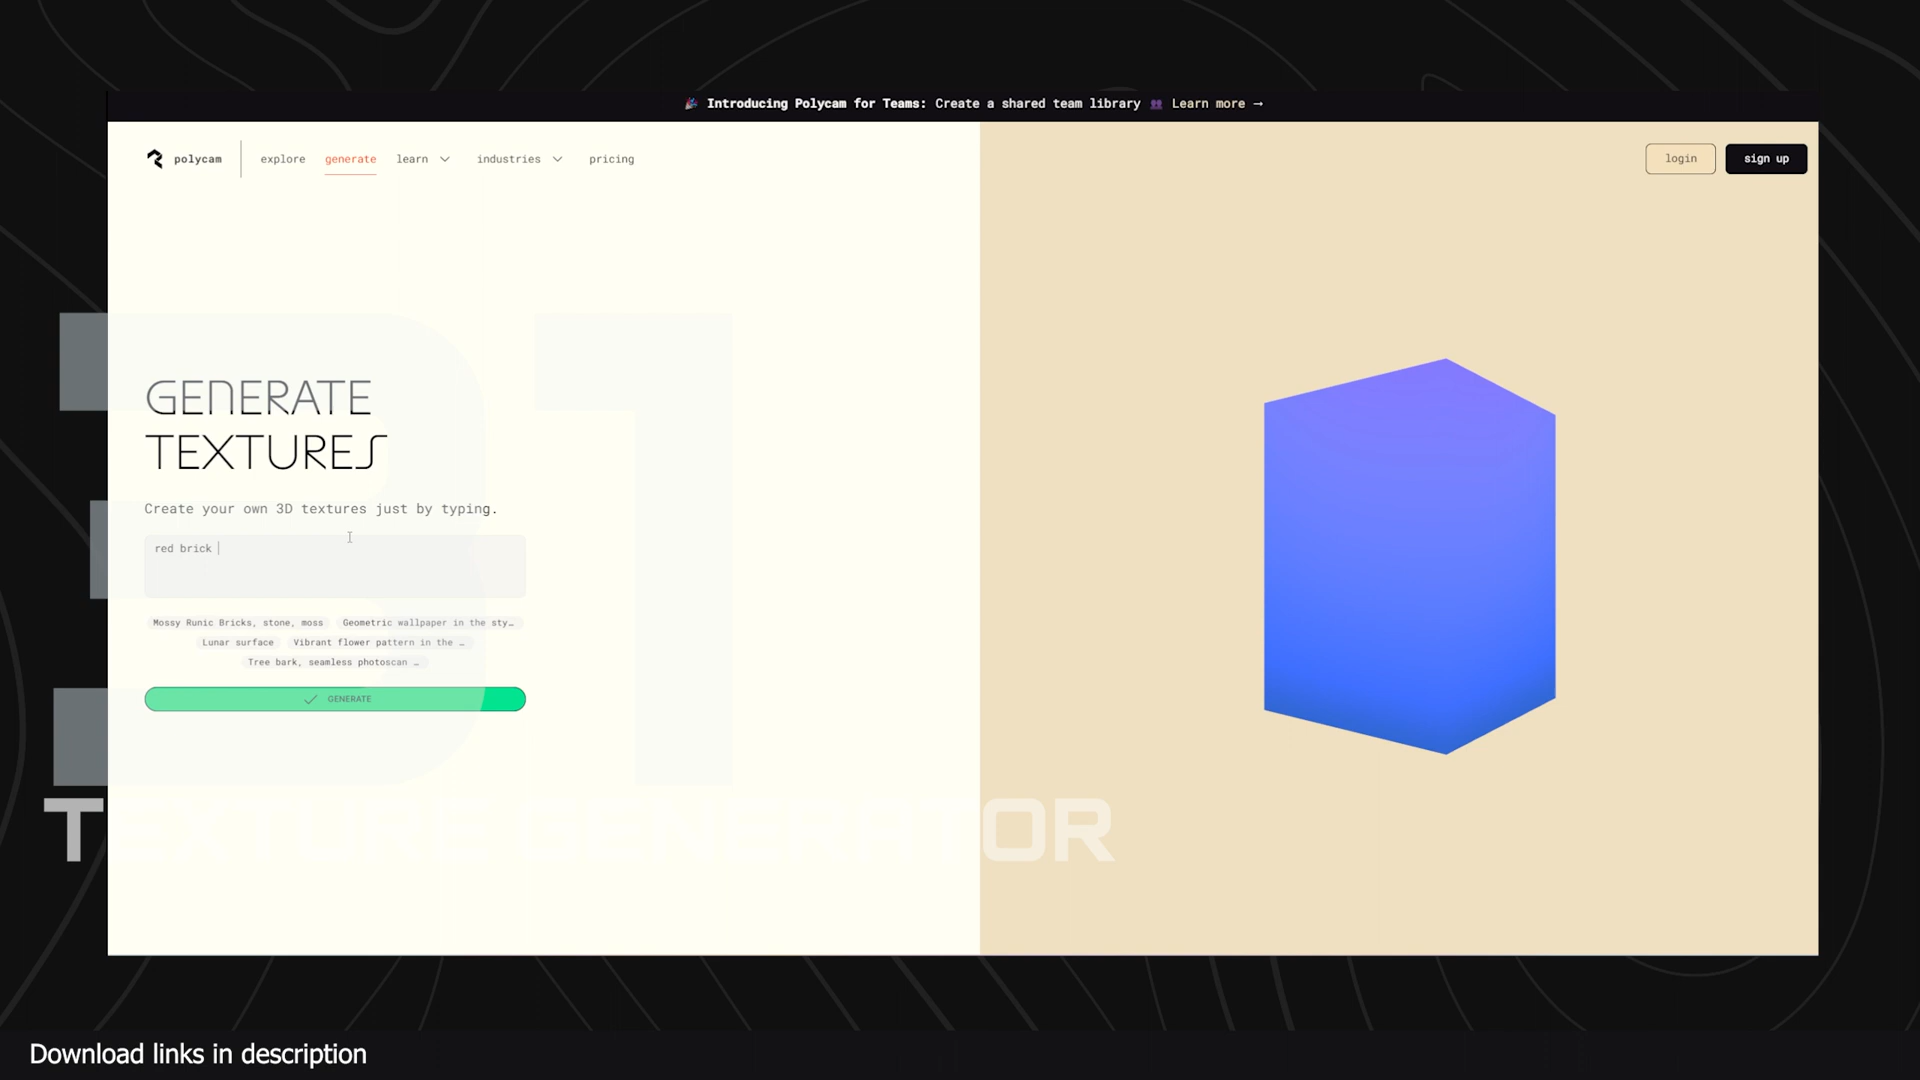 🎉 Introducing Polycam for Teams: Create a shared team library 👥 Learn more →
polycam explore generate learn industries pricing
login sign up
31
GENERATE
TEXTURES
Create your own 3D textures just by typing.
red brick
Mossy Runic Bricks, stone, moss Geometric wallpaper in the sty…
Lunar surface Vibrant flower pattern in the …
Tree bark, seamless photoscan …
GENERATE
TEXTURE GENERATOR
Download links in description